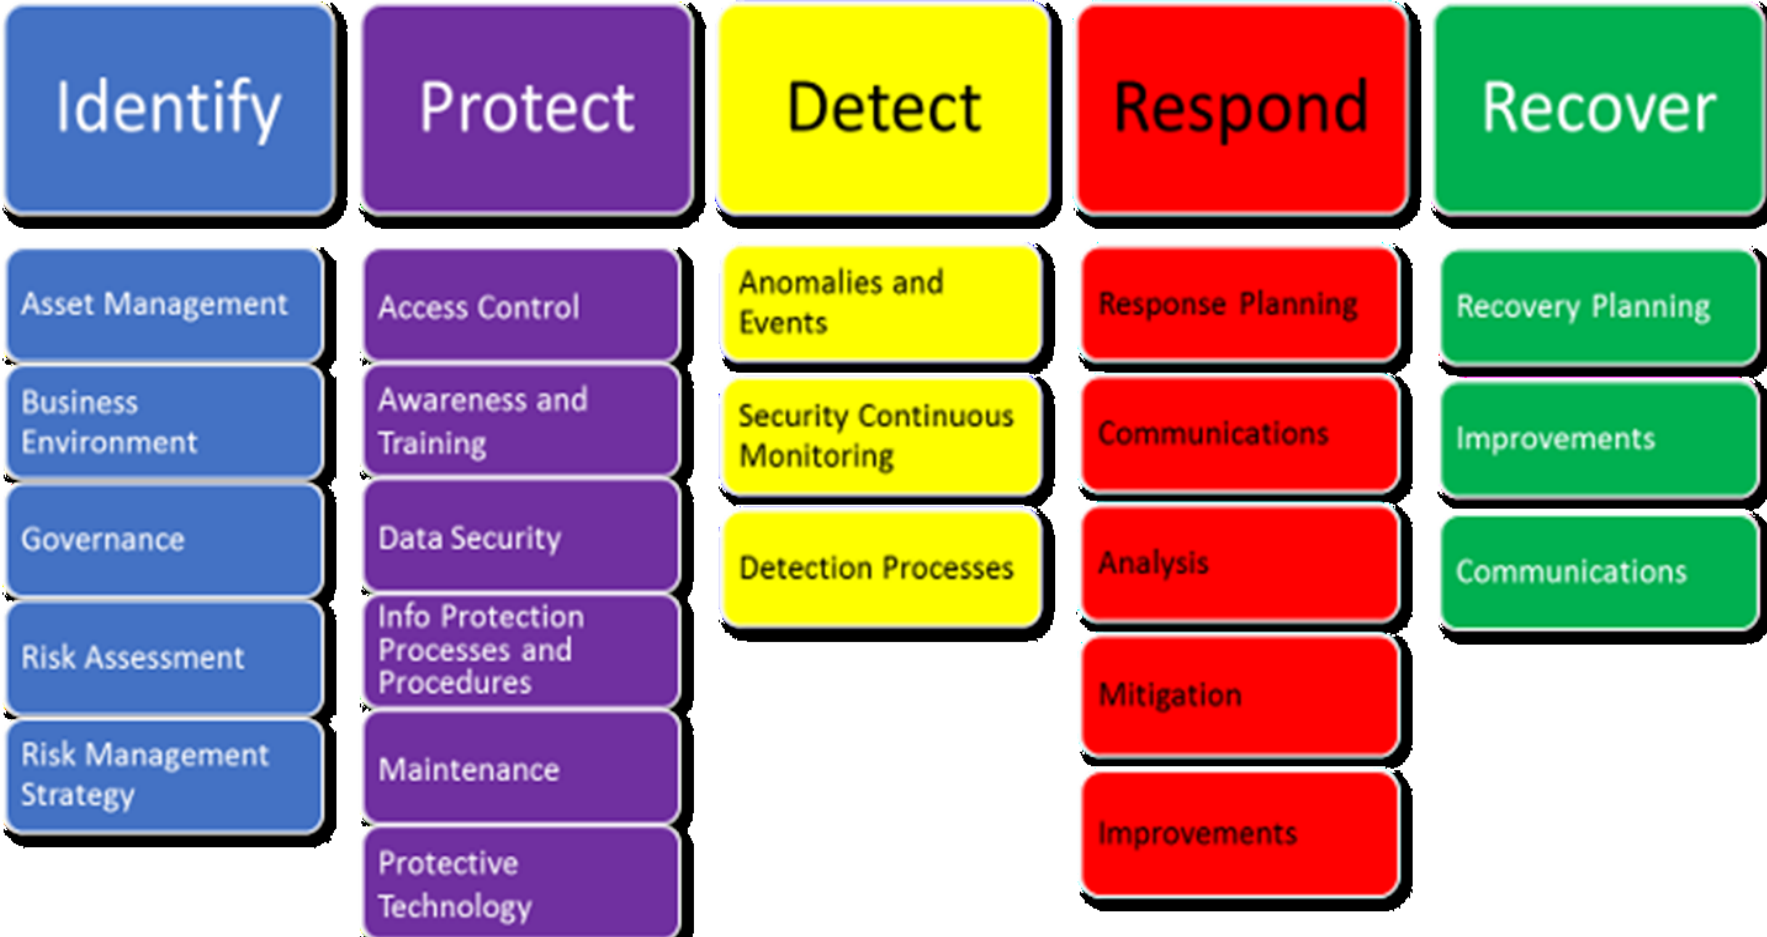 Identify
Protect
Detect
Respond
Recover
Asset Management
Business
Environment
Governance
Risk Assessment
Risk Management
Strategy
Access Control
Awareness and
Training
Data Security
Info Protection
Processes and
Procedures
Maintenance
Protective
Technology
Anomalies and
Events
Security Continuous
Monitoring
Detection Processes
Response Planning
Communications
Analysis
Mitigation
Improvements
Recovery Planning
Improvements
Communications